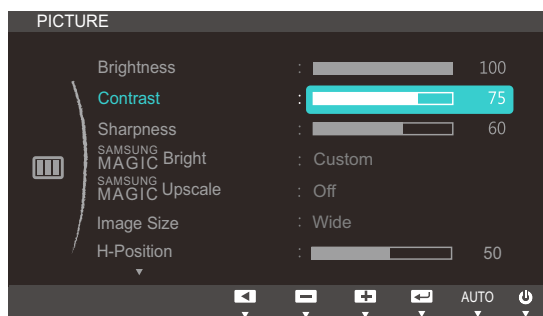 PICTURE
Brightness : 100
Contrast : 75
Sharpness : 60
SAMSUNG MAGIC Bright : Custom
SAMSUNG MAGIC Upscale : Off
Image Size : Wide
H-Position : 50
AUTO